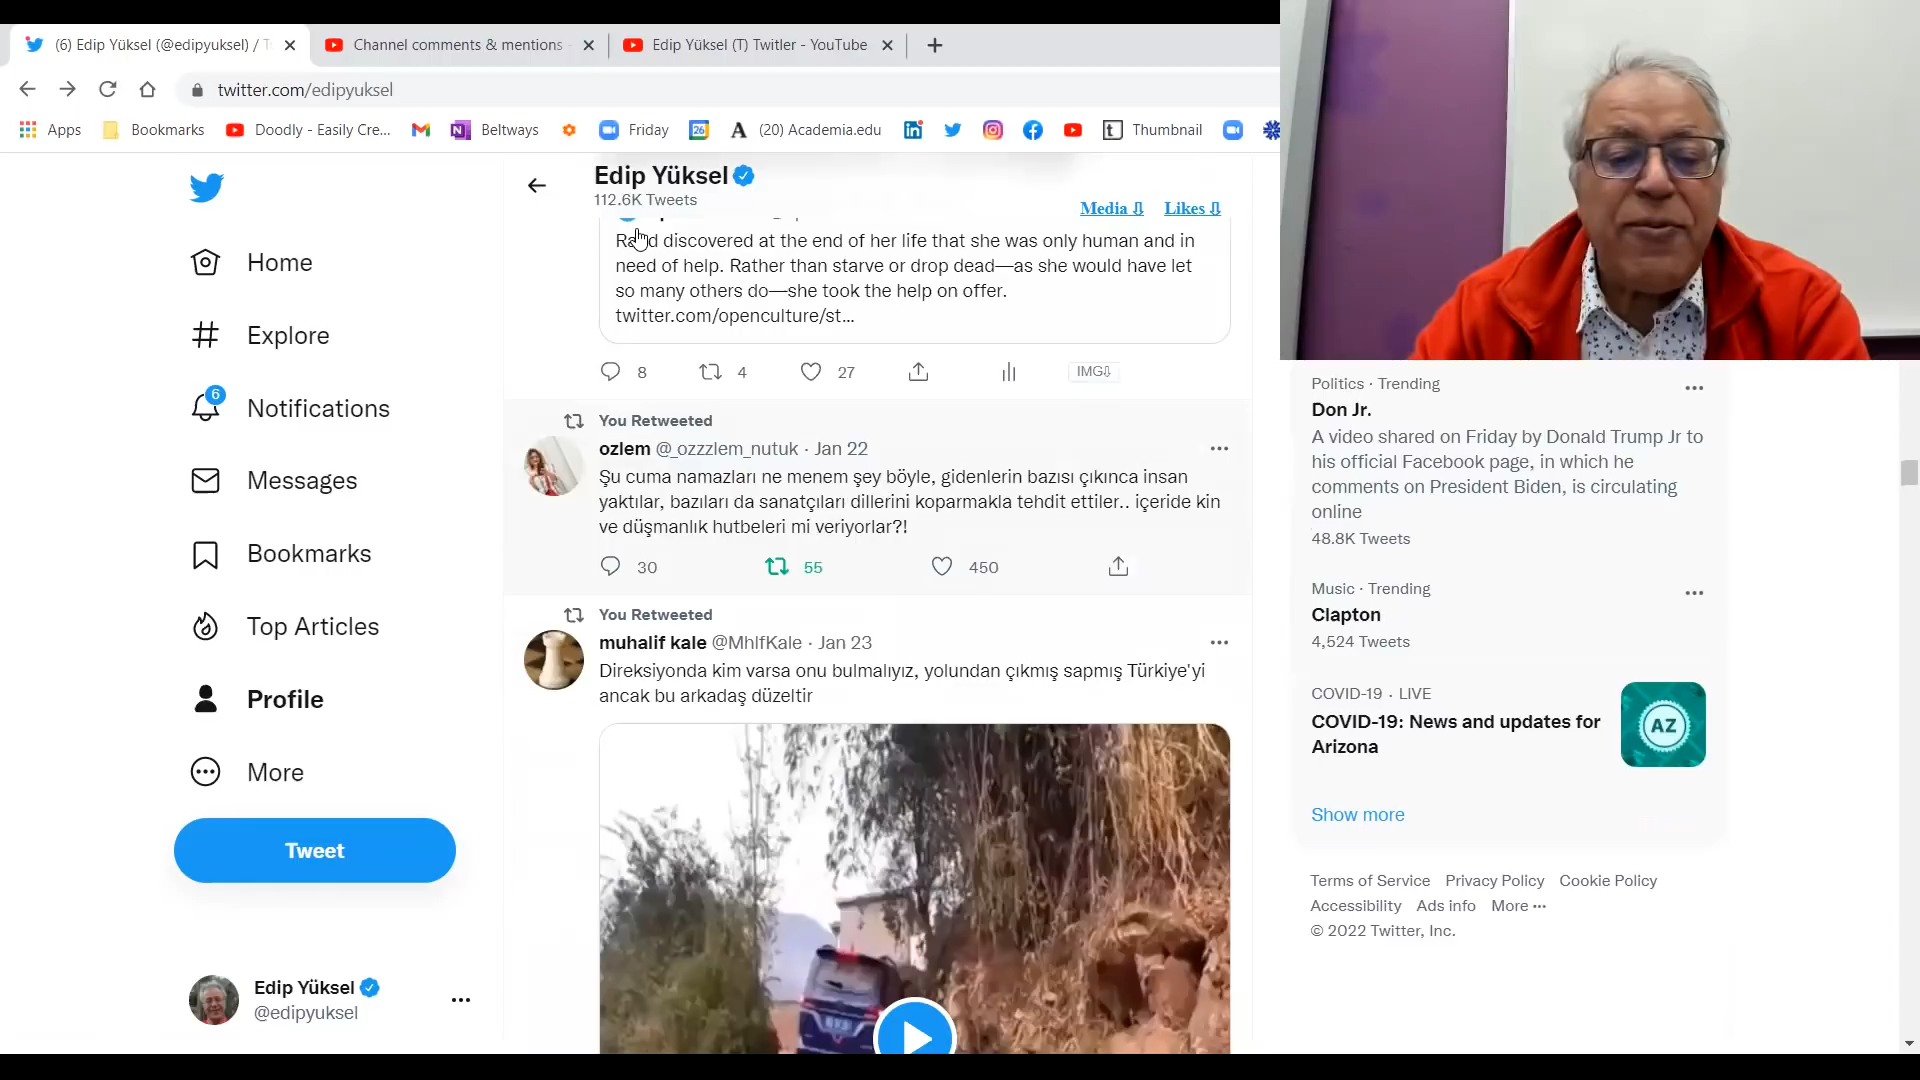 (6) Edip Yüksel (@edipyuksel) /
Channel comments & mentions
Edip Yüksel (T) Twitler - YouTube
twitter.com/edipyuksel
Apps
Bookmarks
Doodly - Easily Cre...
Beltways
Friday
26
(20) Academia.edu
Thumbnail
Edip Yüksel
112.6K Tweets
Media ⇩
Likes ⇩
Home
Explore
6
Notifications
Messages
Bookmarks
Top Articles
Profile
More
Tweet
Edip Yüksel
@edipyuksel
discovered at the end of her life that she was only human and in
need of help. Rather than starve or drop dead—as she would have let
so many others do—she took the help on offer.
twitter.com/openculture/st...
8 4 27 IMG⇩
You Retweeted
ozlem @_ozzzlem_nutuk · Jan 22
Şu cuma namazları ne menem şey böyle, gidenlerin bazısı çıkınca insan
yaktılar, bazıları da sanatçıları dillerini koparmakla tehdit ettiler.. içeride kin
ve düşmanlık hutbeleri mi veriyorlar?!
30 55 450
You Retweeted
muhalif kale @MhlfKale · Jan 23
Direksiyonda kim varsa onu bulmalıyız, yolundan çıkmış sapmış Türkiye'yi
ancak bu arkadaş düzeltir
Politics · Trending
Don Jr.
A video shared on Friday by Donald Trump Jr to
his official Facebook page, in which he
comments on President Biden, is circulating
online
48.8K Tweets
Music · Trending
Clapton
4,524 Tweets
COVID-19 · LIVE
COVID-19: News and updates for
Arizona
AZ
Show more
Terms of Service Privacy Policy Cookie Policy
Accessibility Ads info More ···
© 2022 Twitter, Inc.